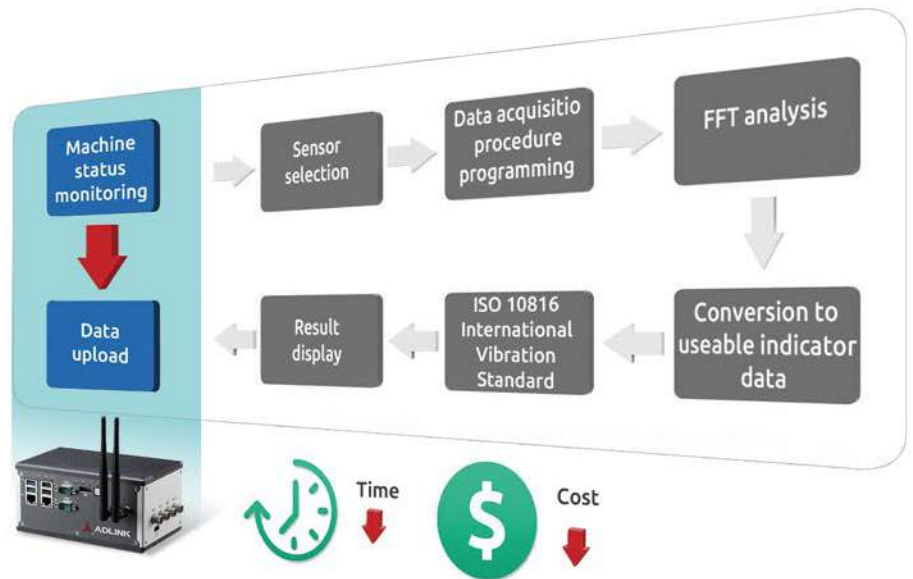 Machine
status
monitoring
Sensor
selection
Data acquisitio
procedure
programming
FFT analysis
Data
upload
Result
display
ISO 10816
International
Vibration
Standard
Conversion to
useable indicator
data
ADLINK
Time
$
Cost